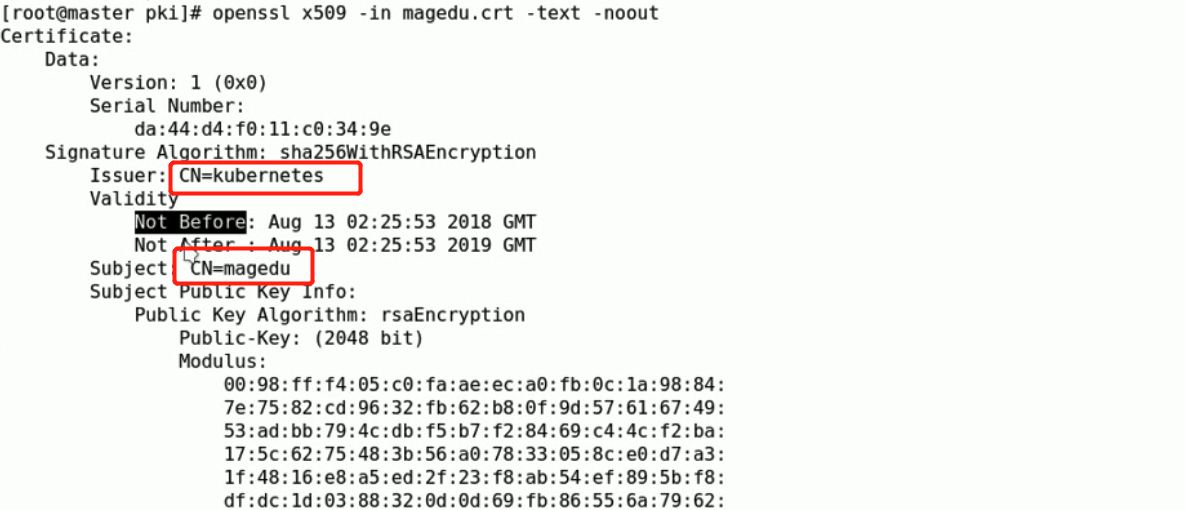 [root@master pki]# openssl x509 -in magedu.crt -text -noout
Certificate:
Data:
Version: 1 (0x0)
Serial Number:
da:44:d4:f0:11:c0:34:9e
Signature Algorithm: sha256WithRSAEncryption
Issuer: CN=kubernetes
Validity
Not Before: Aug 13 02:25:53 2018 GMT
Not After : Aug 13 02:25:53 2019 GMT
Subject: CN=magedu
Subject Public Key Info:
Public Key Algorithm: rsaEncryption
Public-Key: (2048 bit)
Modulus:
00:98:ff:f4:05:c0:fa:ae:ec:a0:fb:0c:1a:98:84:
7e:75:82:cd:96:32:fb:62:b8:0f:9d:57:61:67:49:
53:ad:bb:79:4c:db:f5:b7:f2:84:69:c4:4c:f2:ba:
17:5c:62:75:48:3b:56:a0:78:33:05:8c:e0:d7:a3:
1f:48:16:e8:a5:ed:2f:23:f8:ab:54:ef:89:5b:f8:
df:dc:1d:03:88:32:0d:0d:69:fb:86:55:6a:79:62: